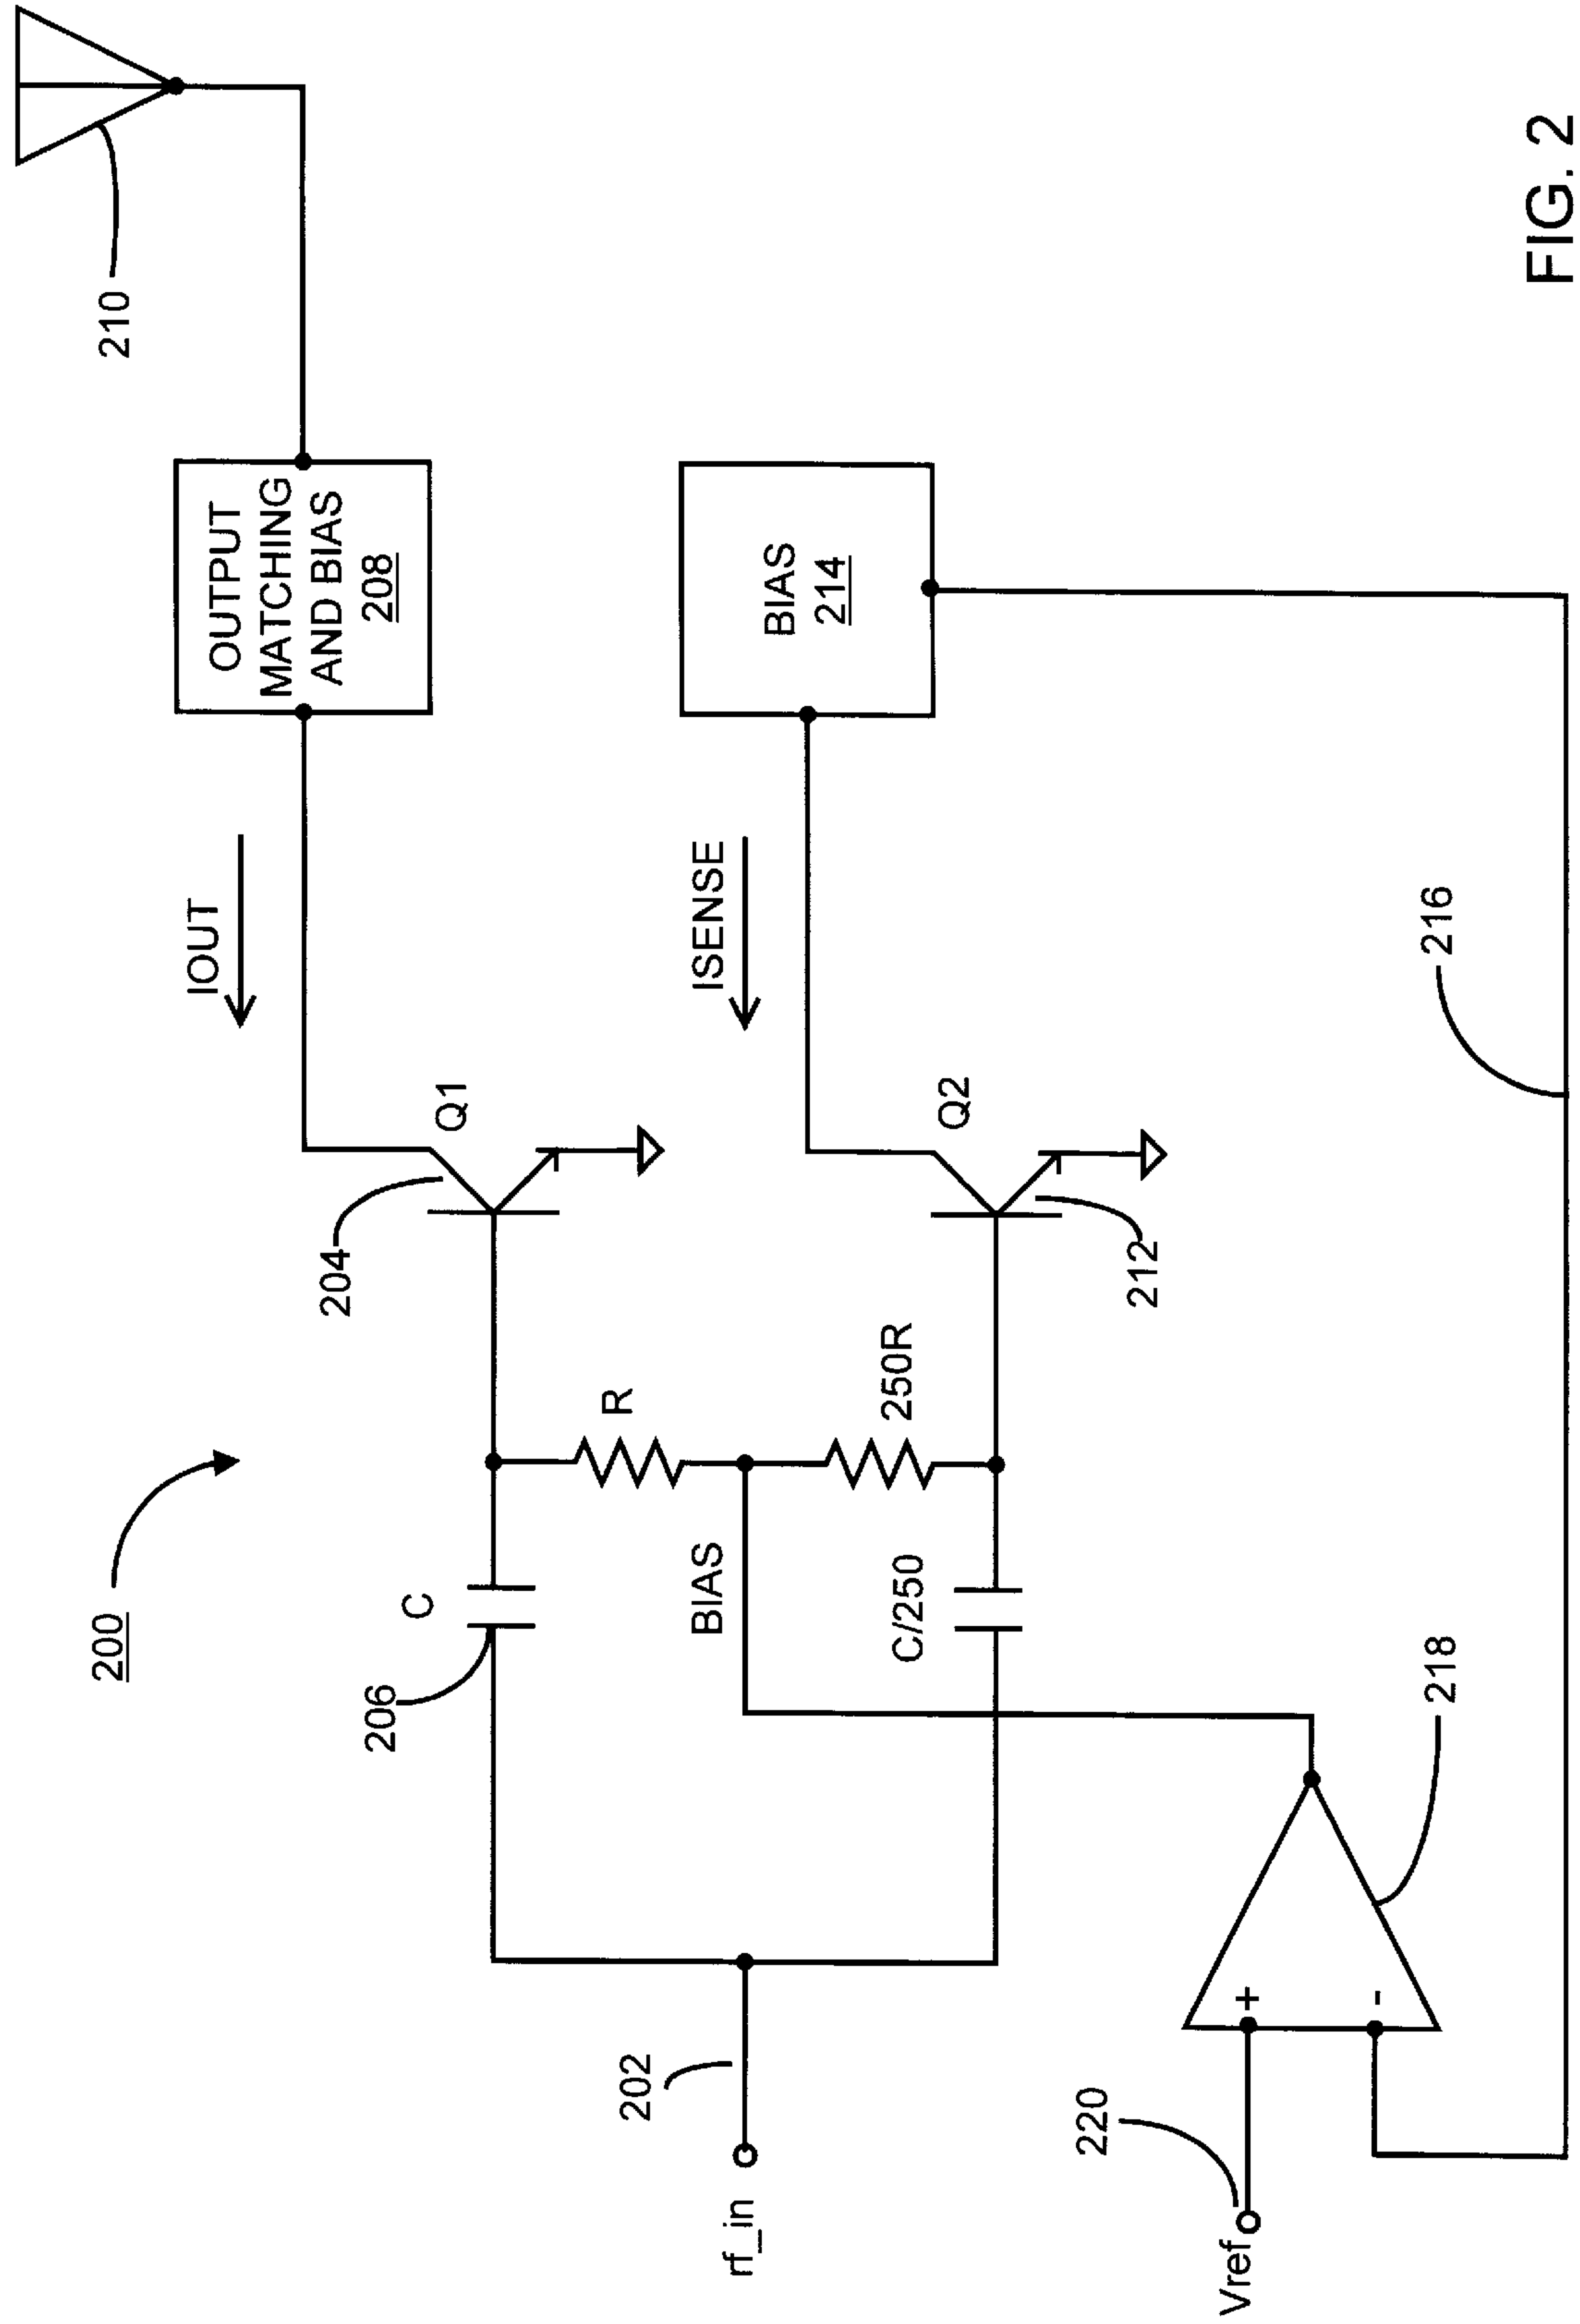 200
210
IOUT
OUTPUT
MATCHING
AND BIAS
208
204
Q1
C
206
R
BIAS
ISENSE
BIAS
214
202
rf_in
250R
C/250
Q2
212
220
Vref
+
-
218
216
FIG. 2